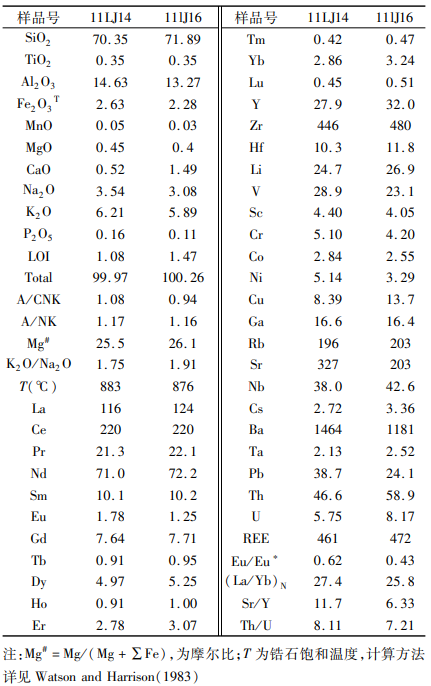 样品号 11LJ14 11lJ16 样品号 11LJ14 11lJ16
SiO2 70.35 71.89 Tm 0.42 0.47
TiO2 0.35 0.35 Yb 2.86 3.24
Al2O3 14.63 13.27 Lu 0.45 0.51
Fe2O3T 2.63 2.28 Y 27.9 32.0
MnO 0.05 0.03 Zr 446 480
MgO 0.45 0.4 Hf 10.3 11.8
CaO 0.52 1.49 Li 24.7 26.9
Na2O 3.54 3.08 V 28.9 23.1
K2O 6.21 5.89 Sc 4.40 4.05
P2O5 0.16 0.11 Cr 5.10 4.20
LOI 1.08 1.47 Co 2.84 2.55
Total 99.97 100.26 Ni 5.14 3.29
A/CNK 1.08 0.94 Cu 8.39 13.7
A/NK 1.17 1.16 Ga 16.6 16.4
Mg# 25.5 26.1 Rb 196 203
K2O/Na2O 1.75 1.91 Sr 327 203
T(℃) 883 876 Nb 38.0 42.6
La 116 124 Cs 2.72 3.36
Ce 220 220 Ba 1464 1181
Pr 21.3 22.1 Ta 2.13 2.52
Nd 71.0 72.2 Pb 38.7 24.1
Sm 10.1 10.2 Th 46.6 58.9
Eu 1.78 1.25 U 5.75 8.17
Gd 7.64 7.71 REE 461 472
Tb 0.91 0.95 Eu/Eu* 0.62 0.43
Dy 4.97 5.25 (La/Yb)N 27.4 25.8
Ho 0.91 1.00 Sr/Y 11.7 6.33
Er 2.78 3.07 Th/U 8.11 7.21
注:Mg#=Mg/(Mg+∑Fe),为摩尔比;T为锆石饱和温度,计算方法
详见 Watson and Harrison(1983)